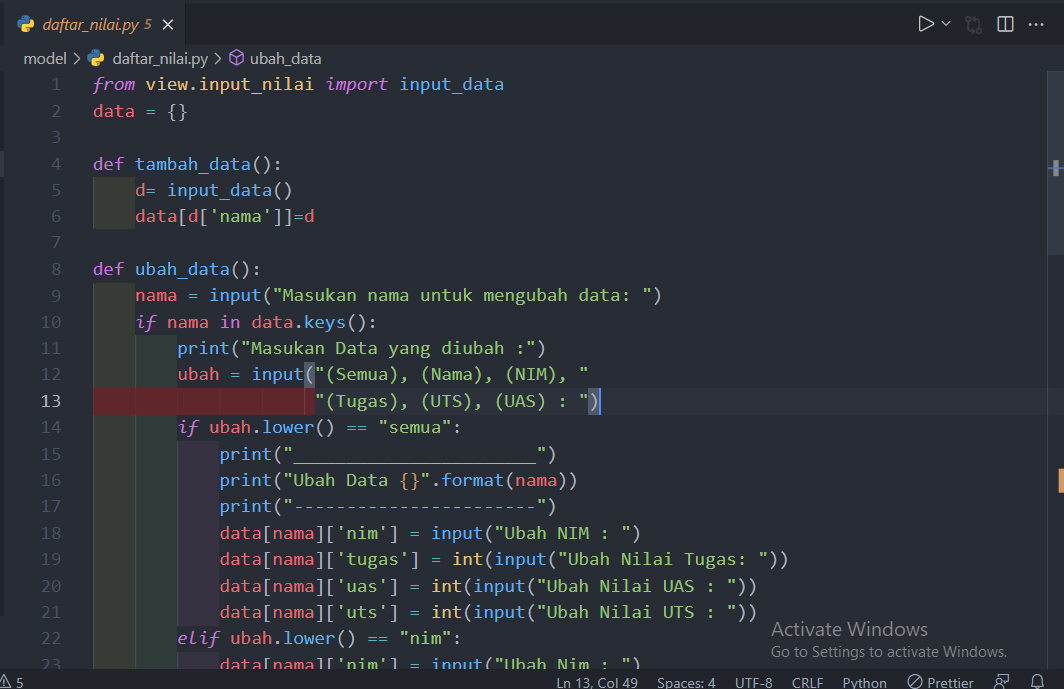 daftar_nilai.py 5
model > daftar_nilai.py > ubah_data
1 from view.input_nilai import input_data
2 data = {}
3
4 def tambah_data():
5 d= input_data()
6 data[d['nama']]=d
7
8 def ubah_data():
9 nama = input("Masukan nama untuk mengubah data: ")
10 if nama in data.keys():
11 print("Masukan Data yang diubah :")
12 ubah = input("(Semua), (Nama), (NIM), "
13 "(Tugas), (UTS), (UAS) : ")
14 if ubah.lower() == "semua":
15 print("_______________________")
16 print("Ubah Data {}".format(nama))
17 print("-----------------------")
18 data[nama]['nim'] = input("Ubah NIM : ")
19 data[nama]['tugas'] = int(input("Ubah Nilai Tugas: "))
20 data[nama]['uas'] = int(input("Ubah Nilai UAS : "))
21 data[nama]['uts'] = int(input("Ubah Nilai UTS : "))
22 elif ubah.lower() == "nim":
23 data[nama]['nim'] = input("Ubah Nim : ")
Activate Windows
Go to Settings to activate Windows.
5 Ln 13, Col 49 Spaces: 4 UTF-8 CRLF Python Prettier